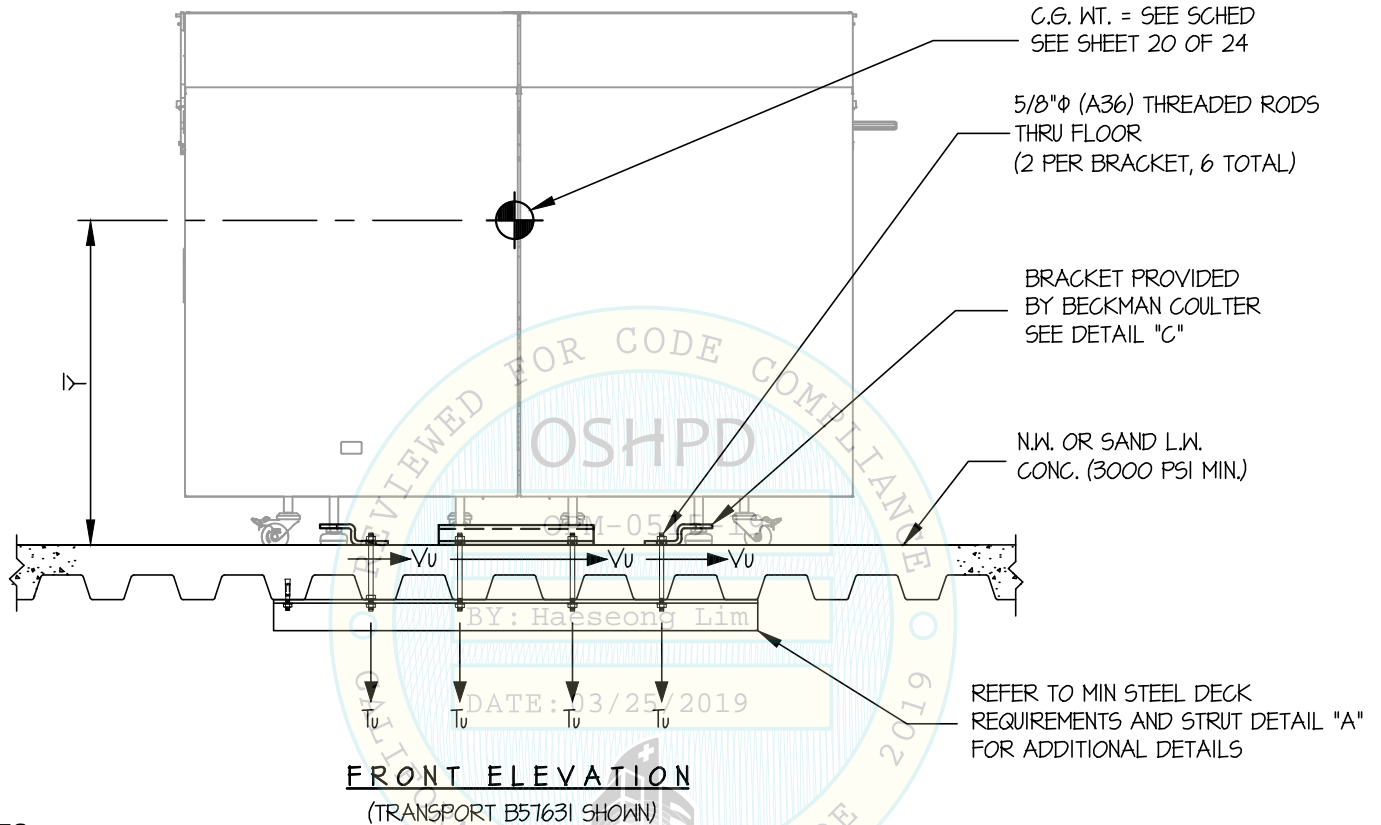 C.G. WT. = SEE SCHED
SEE SHEET 20 OF 24
5/8"Φ (A36) THREADED RODS
THRU FLOOR
(2 PER BRACKET, 6 TOTAL)
BRACKET PROVIDED
BY BECKMAN COULTER
SEE DETAIL "C"
Y
REVIEWED FOR CODE COMPLIANCE
OSHPD
N.W. OR SAND L.W.
CONC. (3000 PSI MIN.)
Vu Vu Vu
BY: Haeseong Lim
Tu Tu Tu Tu
DATE: 03/25/2019
2019
REFER TO MIN STEEL DECK
REQUIREMENTS AND STRUT DETAIL "A"
FOR ADDITIONAL DETAILS
FRONT ELEVATION
(TRANSPORT B57631 SHOWN)